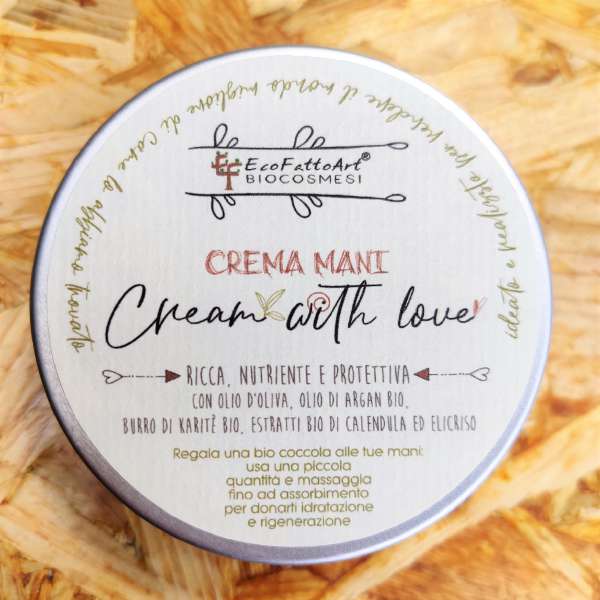 EcoFattoArt®
BIOCOSMESI
ideato e realizzato per rendere il mondo migliore di come lo abbiamo trovato
CREMA MANI
Cream with love
RICCA, NUTRIENTE E PROTETTIVA
CON OLIO D'OLIVA, OLIO DI ARGAN BIO,
BURRO DI KARITÈ BIO, ESTRATTI BIO DI CALENDULA ED ELICRISO
Regala una bio coccola alle tue mani:
usa una piccola
quantità e massaggia
fino ad assorbimento
per donarti idratazione
e rigenerazione